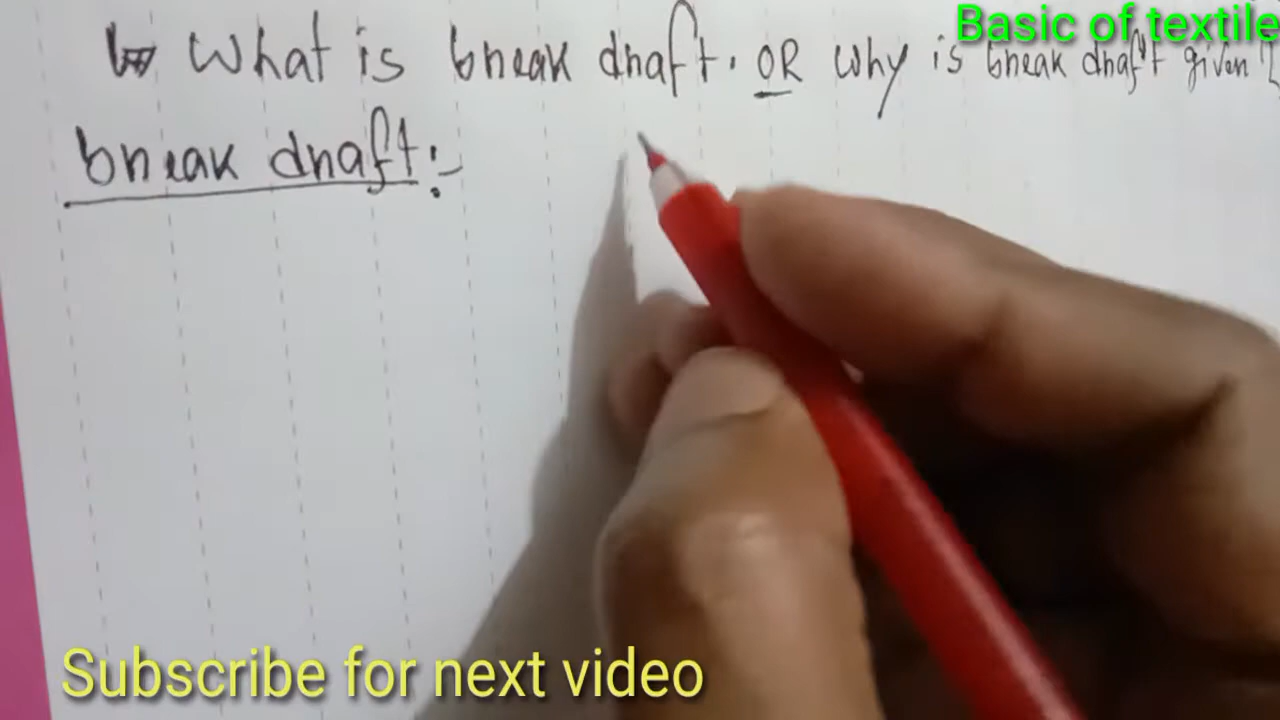 Basic of textile
What is break draft. OR why is break draft given
break draft:-
Subscribe for next video